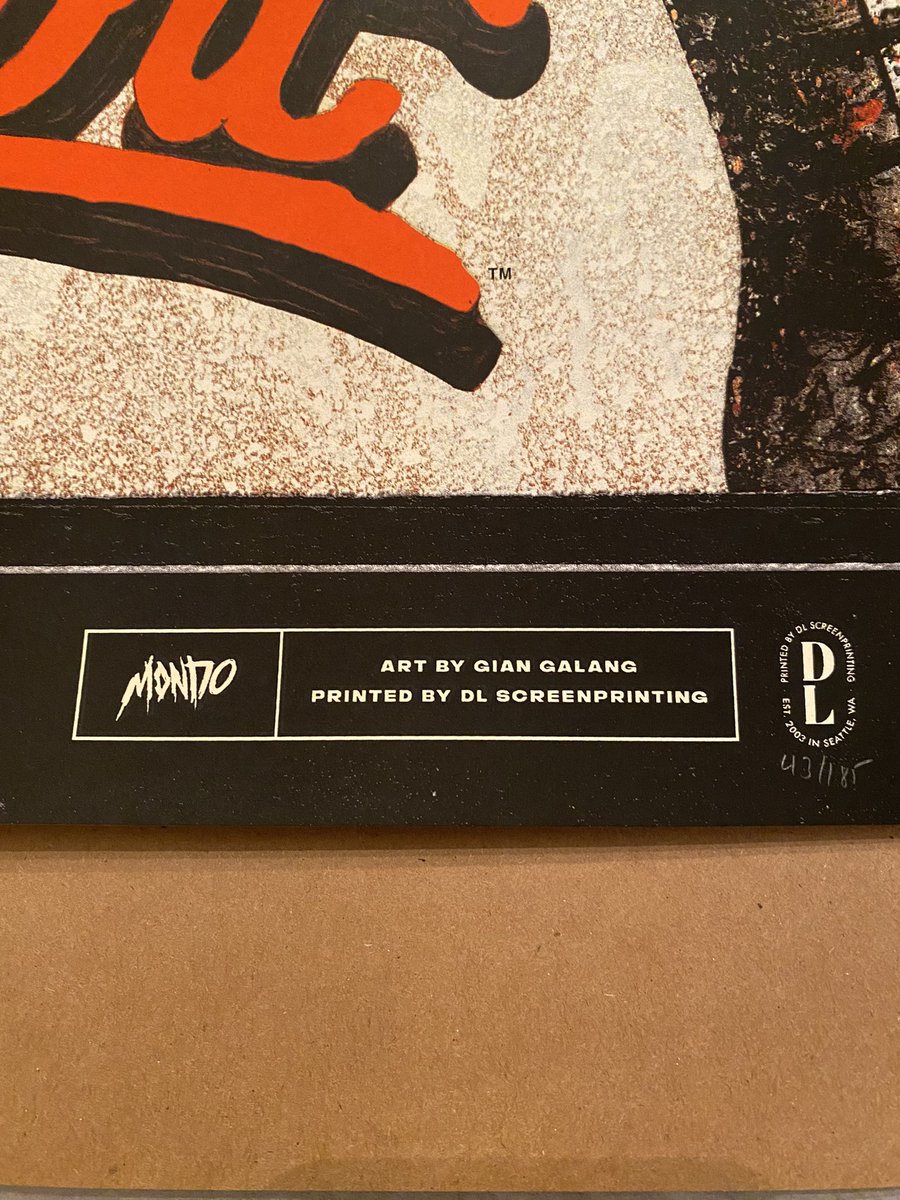 TM
MONDO
ART BY GIAN GALANG
PRINTED BY DL SCREENPRINTING
PRINTED BY DL SCREENPRINTING
DL
EST. 2003 IN SEATTLE, WA
43/185